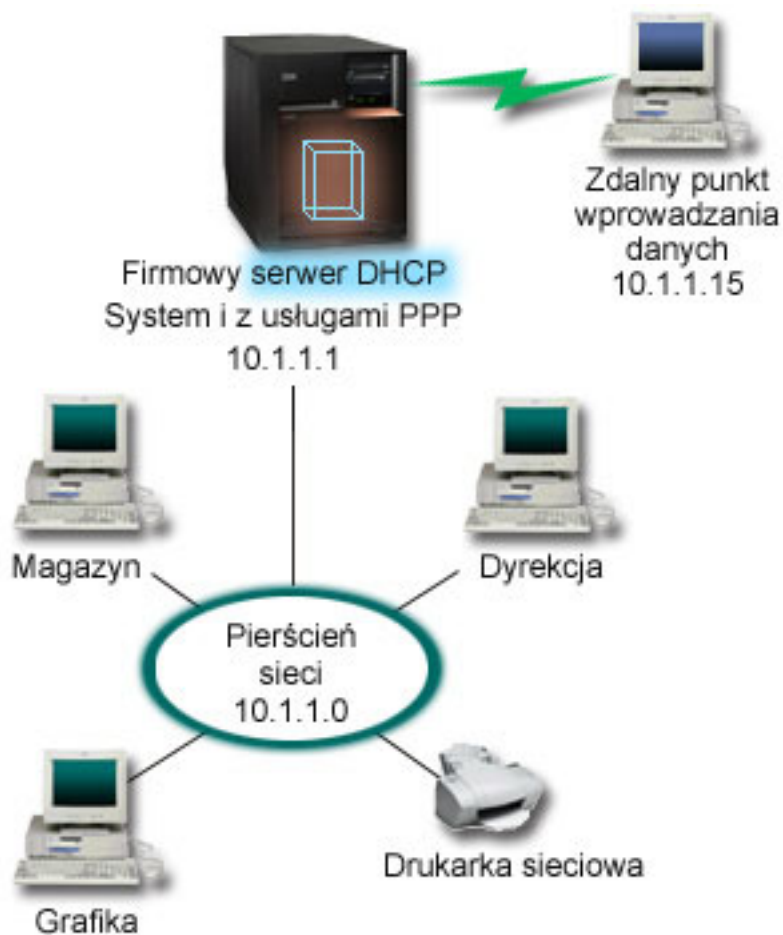 Zdalny punkt
wprowadzania
danych
10.1.1.15
Firmowy serwer DHCP
System i z usługami PPP
10.1.1.1
Magazyn
Dyrekcja
Pierścień
sieci
10.1.1.0
Drukarka sieciowa
Grafika